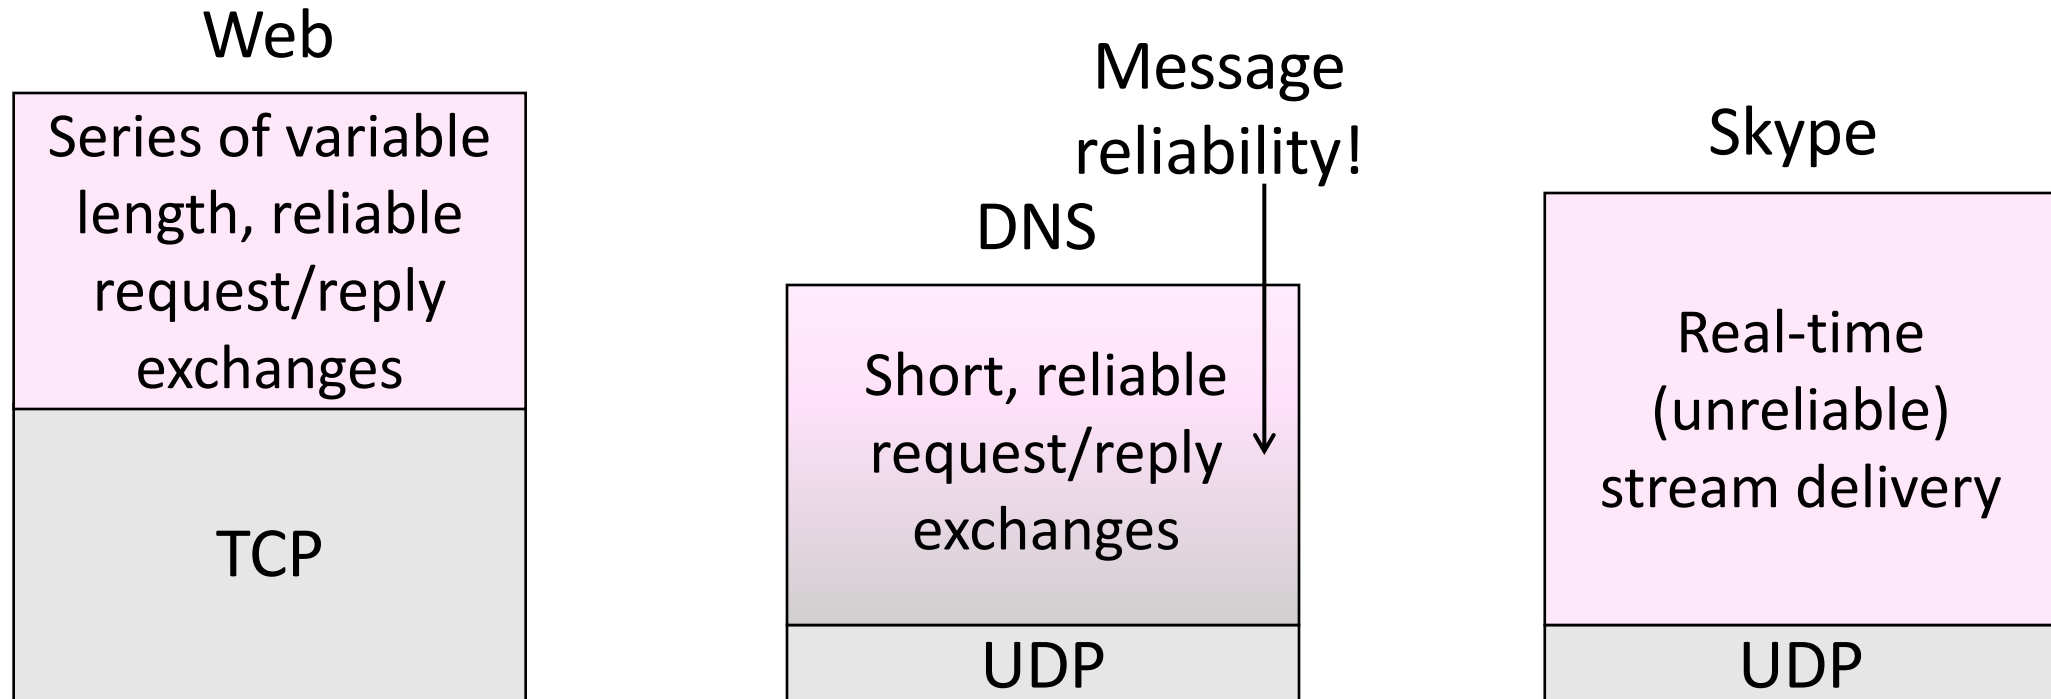 Web
Series of variable
length, reliable
request/reply
exchanges
TCP
Message
reliability!
DNS
Short, reliable
request/reply
exchanges
UDP
Skype
Real-time
(unreliable)
stream delivery
UDP